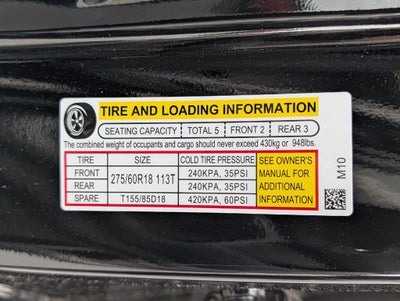 TIRE AND LOADING INFORMATION
SEATING CAPACITY TOTAL 5 FRONT 2 REAR 3
The combined weight of occupants and cargo should never exceed 430kg or 948lbs.
TIRE SIZE COLD TIRE PRESSURE
FRONT 275/60R18 113T 240KPA, 35PSI
REAR 240KPA, 35PSI
SPARE T155/85D18 420KPA, 60PSI
SEE OWNER'S
MANUAL FOR
ADDITIONAL
INFORMATION
M10